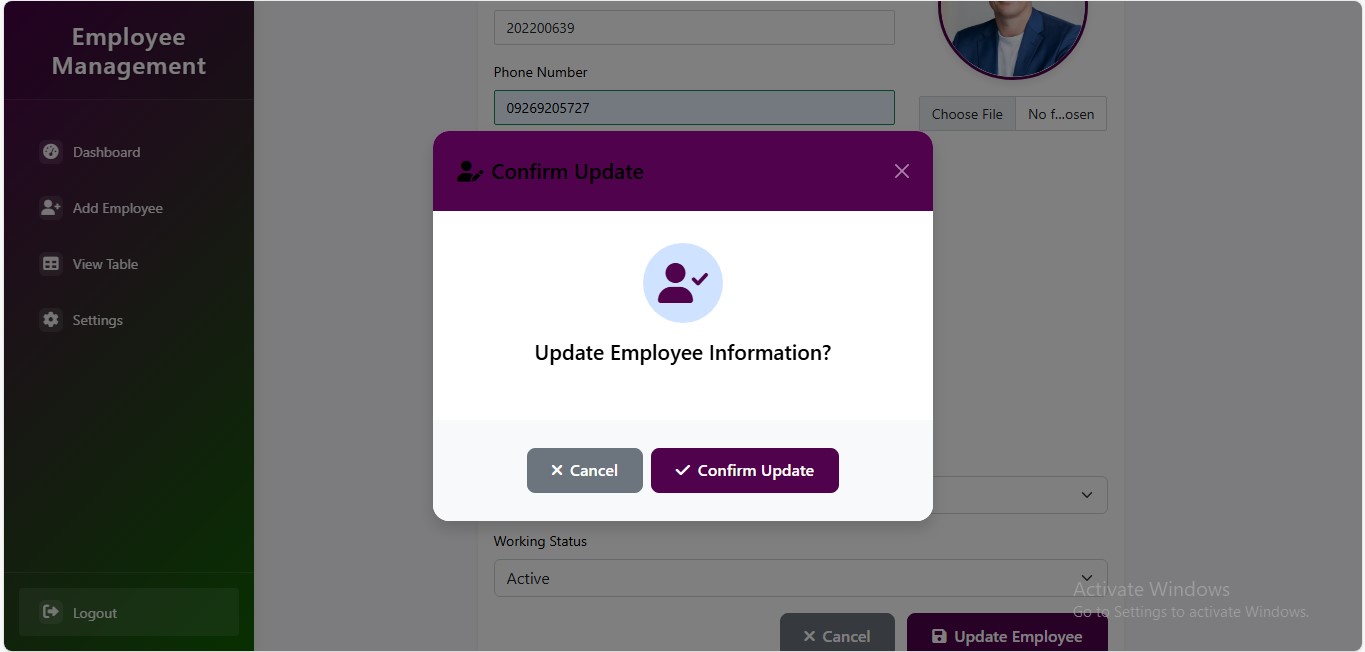 Employee
Management
Dashboard
Add Employee
View Table
Settings
Logout
202200639
Phone Number
09269205727
Choose File No f...osen
Confirm Update
Update Employee Information?
Cancel Confirm Update
Working Status
Active
Cancel Update Employee
Activate Windows
Go to Settings to activate Windows.